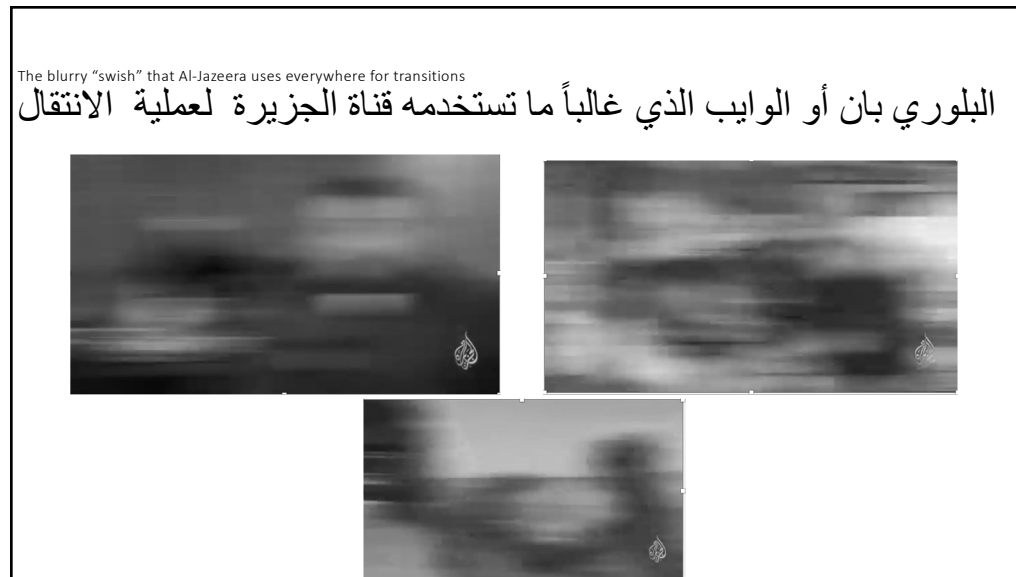 The blurry “swish” that Al-Jazeera uses everywhere for transitions
البلوري بان أو الوايب الذي غالباً ما تستخدمه قناة الجزيرة لعملية الانتقال